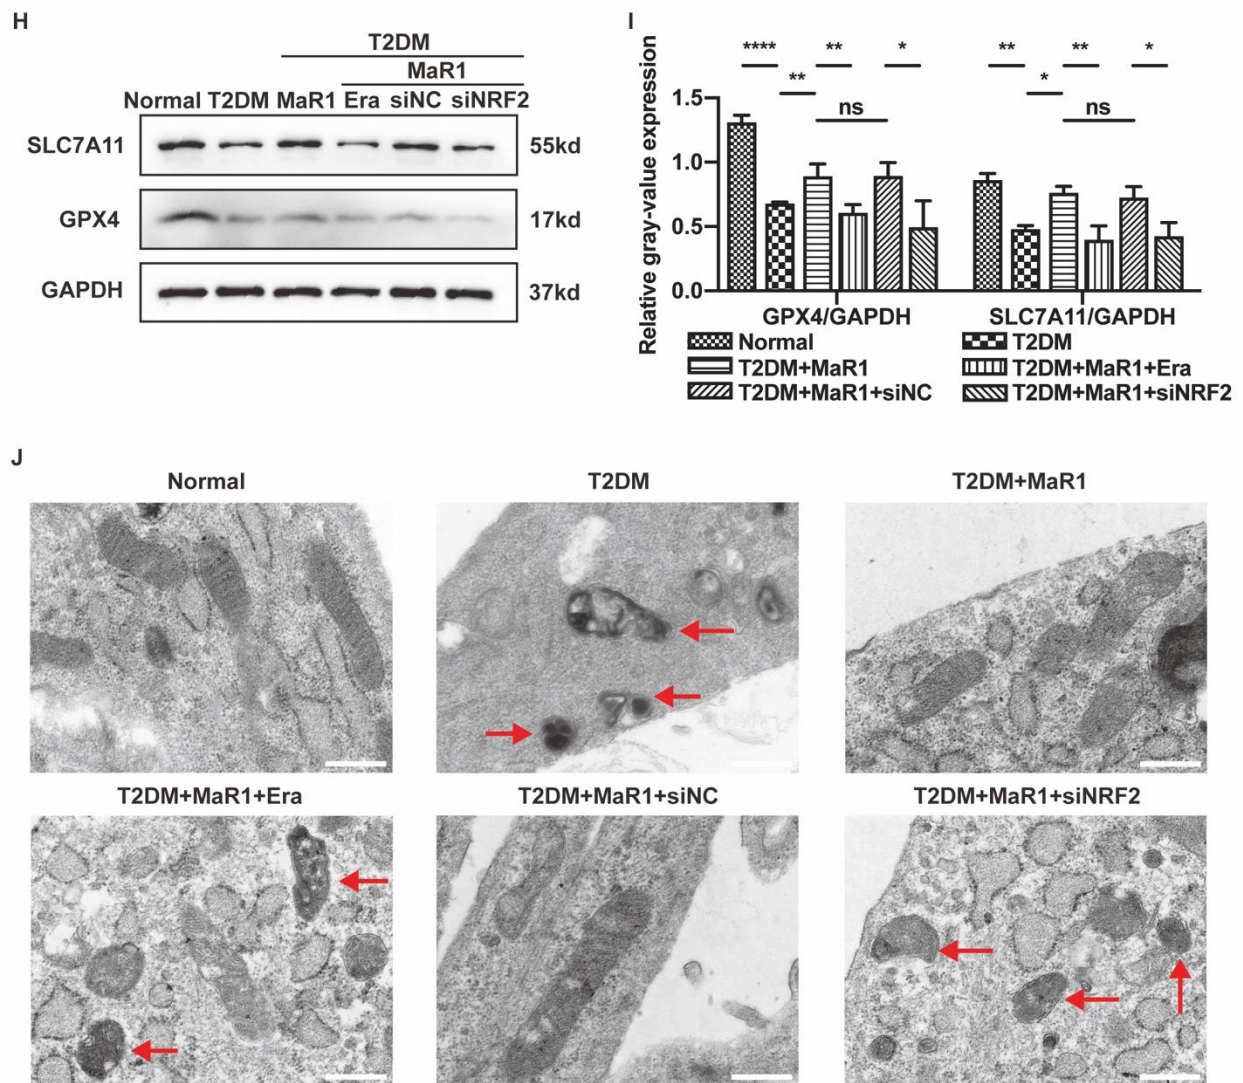 H
T2DM
MaR1
Normal T2DM MaR1 Era siNC siNRF2
SLC7A11 55kd
GPX4 17kd
GAPDH 37kd
I
**** ** * ** ** *
** *
ns ns
Relative gray-value expression
1.5
1.0
0.5
0.0
GPX4/GAPDH SLC7A11/GAPDH
Normal T2DM
T2DM+MaR1 T2DM+MaR1+Era
T2DM+MaR1+siNC T2DM+MaR1+siNRF2
J
Normal T2DM T2DM+MaR1
T2DM+MaR1+Era T2DM+MaR1+siNC T2DM+MaR1+siNRF2